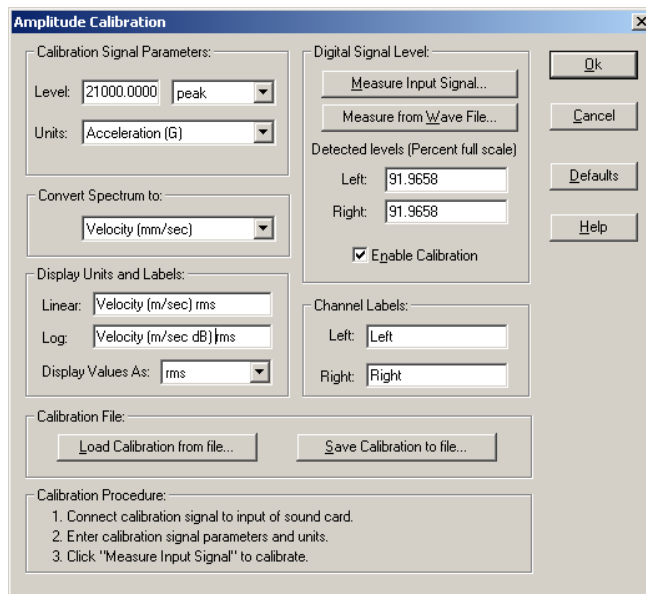 Amplitude Calibration
Calibration Signal Parameters:
Level: 21000.0000 peak
Units: Acceleration (G)
Convert Spectrum to:
Velocity (mm/sec)
Display Units and Labels:
Linear: Velocity (m/sec) rms
Log: Velocity (m/sec dB) rms
Display Values As: rms
Digital Signal Level:
Measure Input Signal...
Measure from Wave File...
Detected levels (Percent full scale)
Left: 91.9658
Right: 91.9658
Enable Calibration
Channel Labels:
Left: Left
Right: Right
Ok
Cancel
Defaults
Help
Calibration File:
Load Calibration from file...
Save Calibration to file...
Calibration Procedure:
1. Connect calibration signal to input of sound card.
2. Enter calibration signal parameters and units.
3. Click "Measure Input Signal" to calibrate.